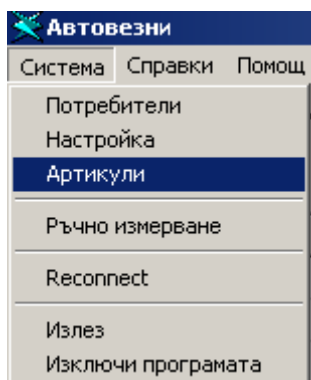 Автовезни
Система Справки Помощ
Потребители
Настройка
Артикули
Ръчно измерване
Reconnect
Излез
Изключи програмата